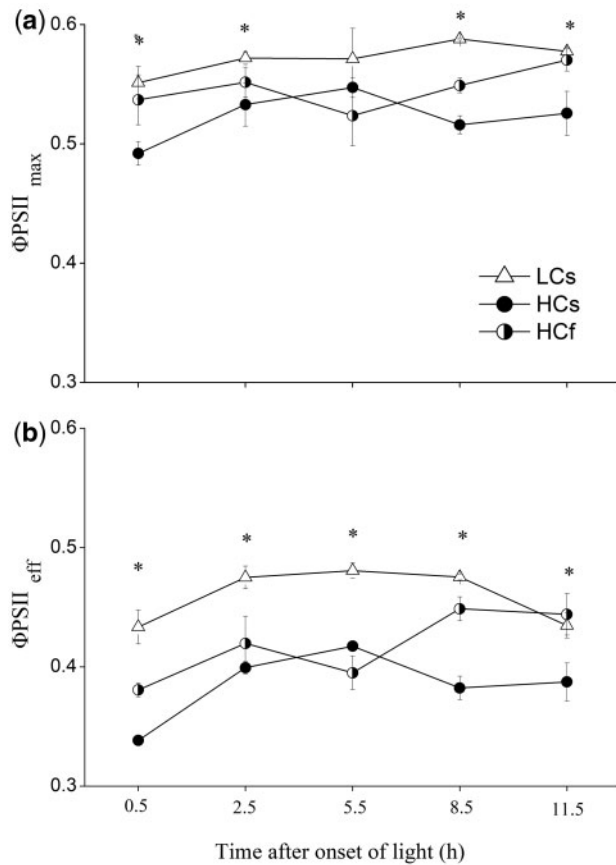 (a)
0.6
* * * *
0.5
ΦPSII max
0.4
LCs
HCs
HCf
0.3
(b)
0.6
* * * * *
0.5
ΦPSII eff
0.4
0.3
0.5 2.5 5.5 8.5 11.5
Time after onset of light (h)